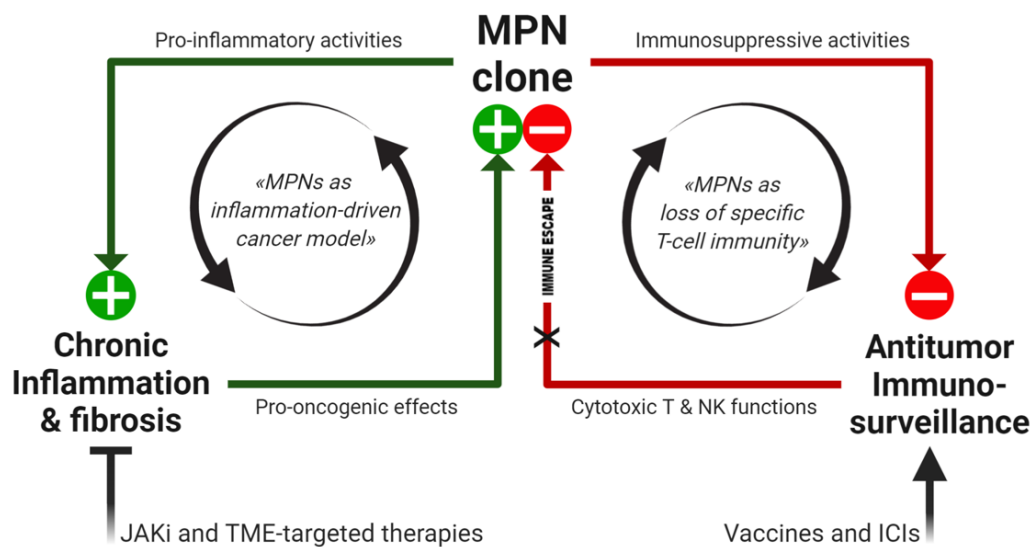 Pro-inflammatory activities
MPN
clone
Immunosuppressive activities
«MPNs as
inflammation-driven
cancer model»
«MPNs as
loss of specific
T-cell immunity»
IMMUNE ESCAPE
Chronic
Inflammation
& fibrosis
Antitumor
Immuno-
surveillance
Pro-oncogenic effects
Cytotoxic T & NK functions
JAKi and TME-targeted therapies
Vaccines and ICIs